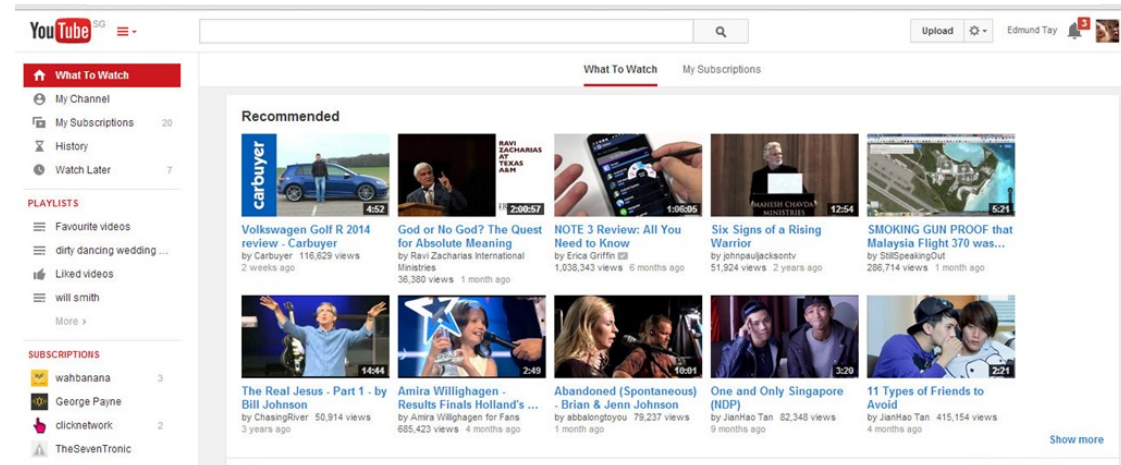 YouTube SG
Upload
Edmund Tay
3
What To Watch
My Channel
My Subscriptions 20
History
Watch Later 7
PLAYLISTS
Favourite videos
dirty dancing wedding ...
Liked videos
will smith
More >
SUBSCRIPTIONS
wahbanana 3
George Payne
clicknetwork 2
TheSevenTronic
What To Watch My Subscriptions
Recommended
carbuyer
4:52
Volkswagen Golf R 2014
review - Carbuyer
by Carbuyer 116,629 views
2 weeks ago
RAVI
ZACHARIAS
AT
TEXAS
A&M
2:00:57
God or No God? The Quest
for Absolute Meaning
by Ravi Zacharias International
Ministries
36,380 views 1 month ago
1:06:05
NOTE 3 Review: All You
Need to Know
by Erica Griffin
1,038,343 views 6 months ago
MAHESH CHAVDA
MINISTRIES
12:54
Six Signs of a Rising
Warrior
by johnpauljacksontv
51,924 views 2 years ago
5:21
SMOKING GUN PROOF that
Malaysia Flight 370 was...
by StillSpeakingOut
286,714 views 1 month ago
14:44
The Real Jesus - Part 1 - by
Bill Johnson
by ChasingRiver 50,914 views
3 years ago
2:49
Amira Willighagen -
Results Finals Holland's ...
by Amira Willighagen for Fans
685,423 views 4 months ago
10:01
Abandoned (Spontaneous)
- Brian & Jenn Johnson
by abbalongtoyou 79,237 views
1 month ago
3:20
One and Only Singapore
(NDP)
by JianHao Tan 82,348 views
9 months ago
2:21
11 Types of Friends to
Avoid
by JianHao Tan 415,154 views
4 months ago
Show more